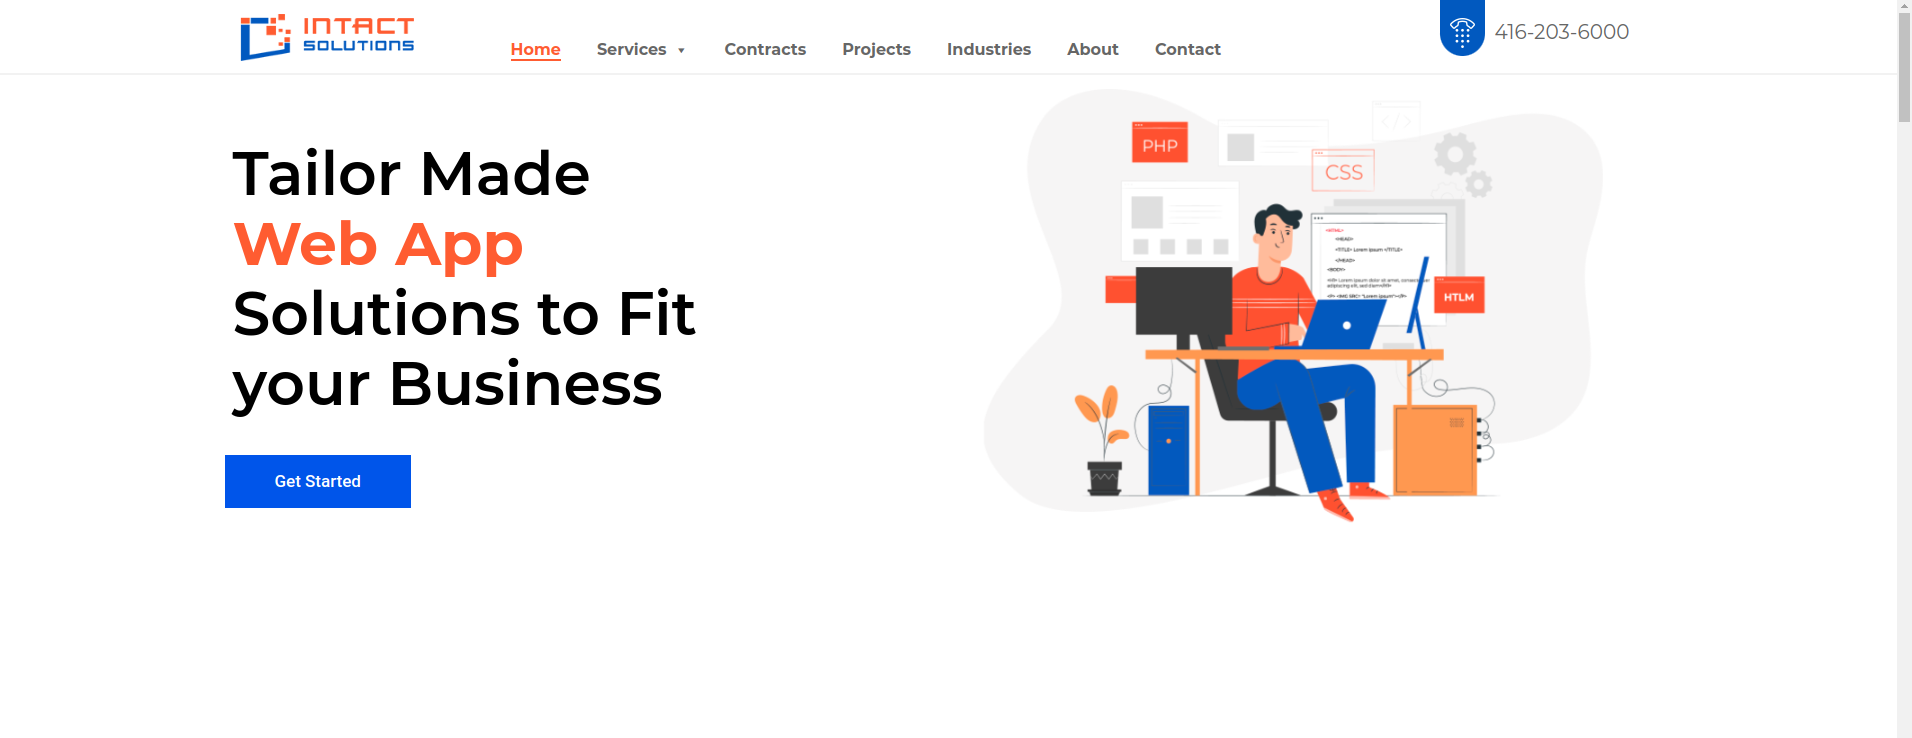 INTACT
SOLUTIONS
Home Services Contracts Projects Industries About Contact
416-203-6000
Tailor Made
Web App
Solutions to Fit
your Business
Get Started
PHP
</>
CSS
<HTML>
<HEAD>
<TITLE> Lorem ipsum </TITLE>
</HEAD>
<BODY>
HTLM